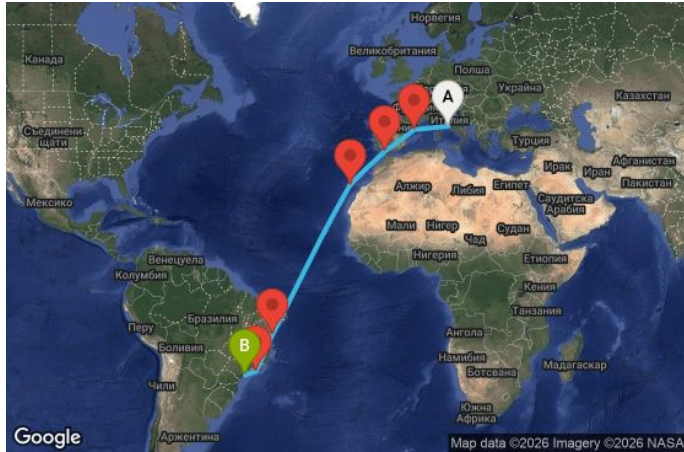 Норвегия
Канада
Великобритания
Полша
Украйна
Казахстан
A
Италия
Съединени
щати
Турция
Мексико
Алжир
Либия
Египет
Ирак
Иран
Афганистан
Пакистан
Саудитска
Арабия
Мали
Нигер
Чад
Судан
Нигерия
Етиопия
Венецуела
Колумбия
Кения
Танзания
Перу
Бразилия
Боливия
B
Ангола
Намибия
Ботсвана
Мадагаскар
Чили
Южна
Африка
Аржентина
Google
Map data ©2026 Imagery ©2026 NASA